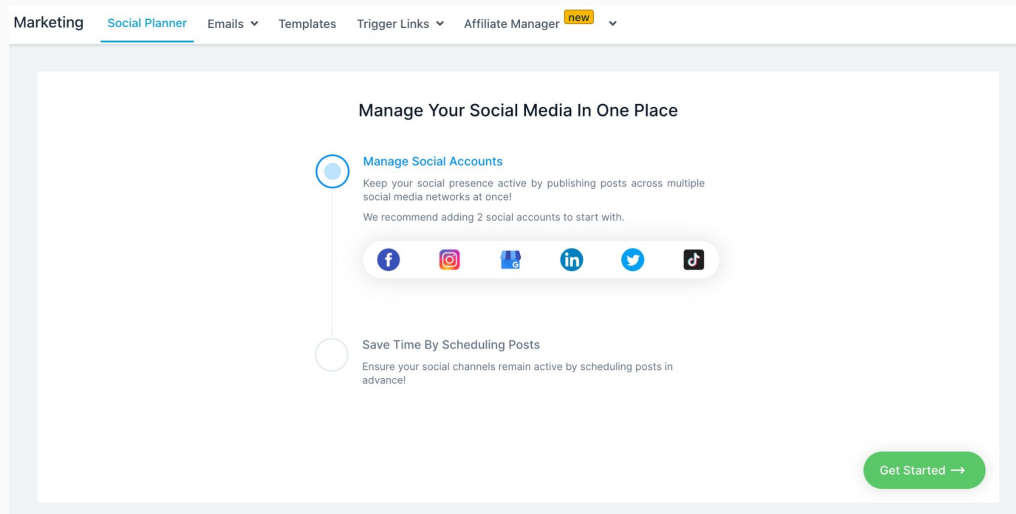 Marketing Social Planner Emails Templates Trigger Links Affiliate Manager new
Manage Your Social Media In One Place
Manage Social Accounts
Keep your social presence active by publishing posts across multiple
social media networks at once!
We recommend adding 2 social accounts to start with.
Save Time By Scheduling Posts
Ensure your social channels remain active by scheduling posts in
advance!
Get Started →